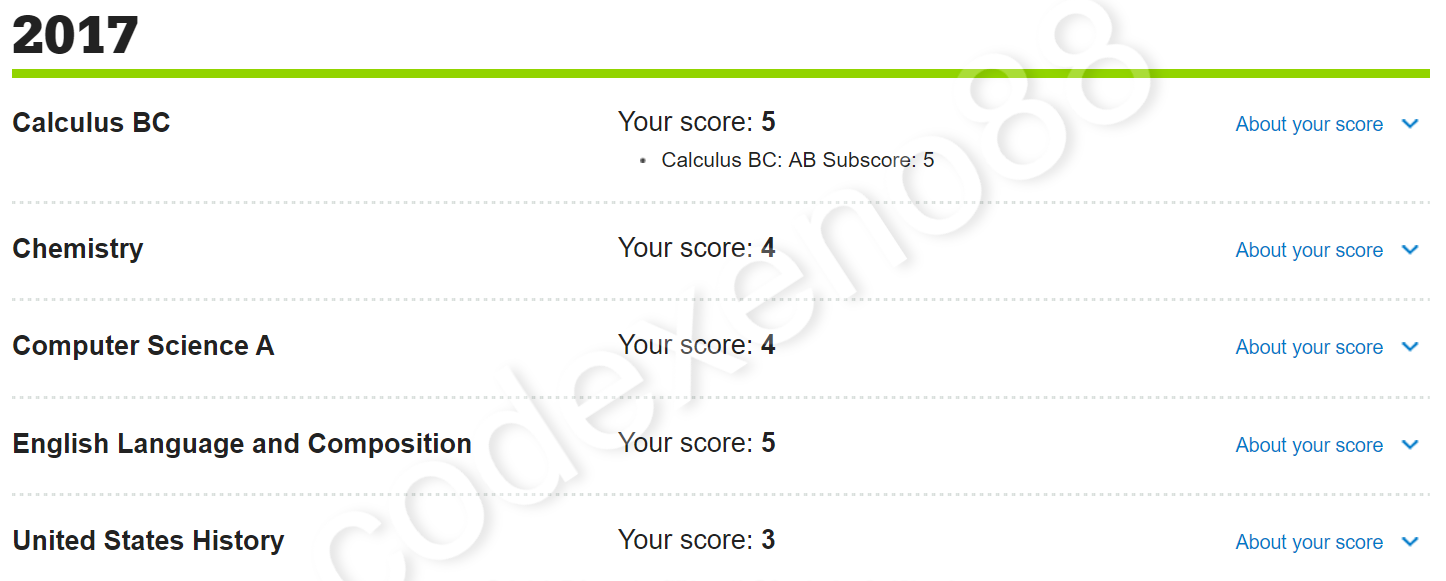 2017
Calculus BC Your score: 5 About your score
• Calculus BC: AB Subscore: 5
Chemistry Your score: 4 About your score
Computer Science A Your score: 4 About your score
English Language and Composition Your score: 5 About your score
United States History Your score: 3 About your score
codexeno88